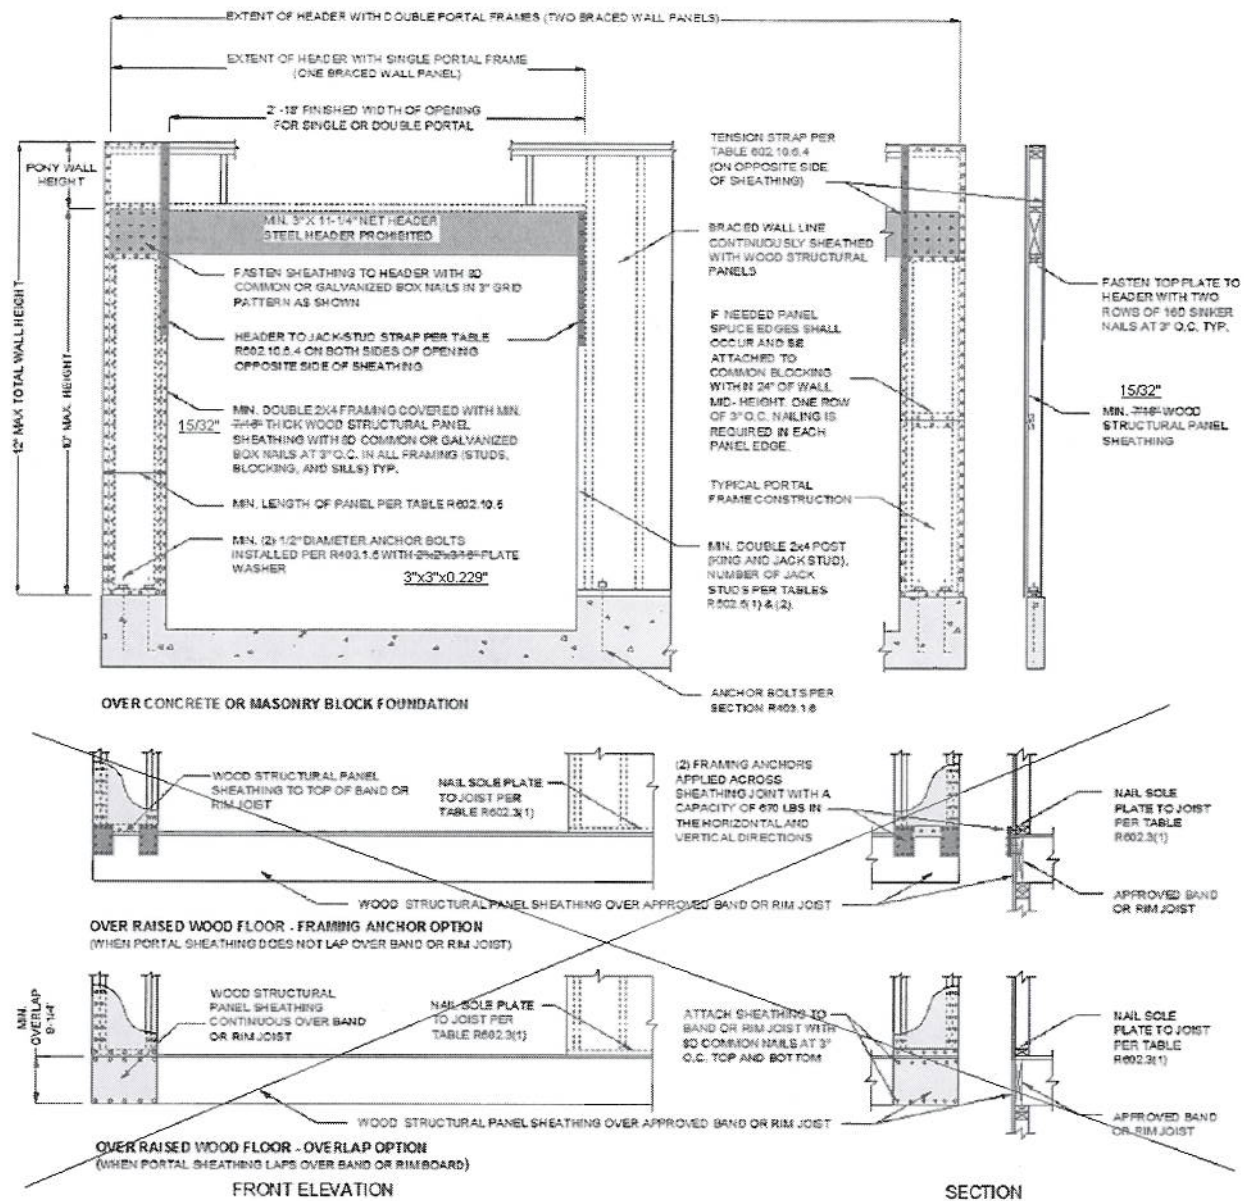 EXTENT OF HEADER WITH DOUBLE PORTAL FRAMES (TWO BRACED WALL PANELS)
EXTENT OF HEADER WITH SINGLE PORTAL FRAME
(ONE BRACED WALL PANEL)
2' -18' FINISHED WIDTH OF OPENING
FOR SINGLE OR DOUBLE PORTAL
PONY WALL
HEIGHT
12" MAX TOTAL WALL HEIGHT
10' MAX. HEIGHT
MIN. 3" X 11-1/4" NET HEADER
STEEL HEADER PROHIBITED
FASTEN SHEATHING TO HEADER WITH 8D
COMMON OR GALVANIZED BOX NAILS IN 3" GRID
PATTERN AS SHOWN
HEADER TO JACK-STUD STRAP PER TABLE
R602.10.6.4 ON BOTH SIDES OF OPENING
OPPOSITE SIDE OF SHEATHING
MIN. DOUBLE 2X4 FRAMING COVERED WITH MIN.
15/32"
7/16" THICK WOOD STRUCTURAL PANEL
SHEATHING WITH 8D COMMON OR GALVANIZED
BOX NAILS AT 3" O.C. IN ALL FRAMING (STUDS,
BLOCKING, AND SILLS) TYP.
MIN. LENGTH OF PANEL PER TABLE R602.10.5
MIN. (2) 1/2" DIAMETER ANCHOR BOLTS
INSTALLED PER R403.1.6 WITH 2"x2"x3/16" PLATE
WASHER
3"x3"x0.229"
TENSION STRAP PER
TABLE 602.10.6.4
(ON OPPOSITE SIDE
OF SHEATHING)
BRACED WALL LINE
CONTINUOUSLY SHEATHED
WITH WOOD STRUCTURAL
PANELS
IF NEEDED PANEL
SPLICE EDGES SHALL
OCCUR AND BE
ATTACHED TO
COMMON BLOCKING
WITHIN 24" OF WALL
MID- HEIGHT. ONE ROW
OF 3" O.C. NAILING IS
REQUIRED IN EACH
PANEL EDGE.
TYPICAL PORTAL
FRAME CONSTRUCTION
MIN. DOUBLE 2x4 POST
(KING AND JACK STUD).
NUMBER OF JACK
STUDS PER TABLES
R502.5(1) & (2).
ANCHOR BOLTS PER
SECTION R403.1.6
FASTEN TOP PLATE TO
HEADER WITH TWO
ROWS OF 16D SINKER
NAILS AT 3" O.C. TYP.
15/32"
MIN. 7/16" WOOD
STRUCTURAL PANEL
SHEATHING
OVER CONCRETE OR MASONRY BLOCK FOUNDATION
WOOD STRUCTURAL PANEL
SHEATHING TO TOP OF BAND OR
RIM JOIST
NAIL SOLE PLATE
TO JOIST PER
TABLE R602.3(1)
(2) FRAMING ANCHORS
APPLIED ACROSS
SHEATHING JOINT WITH A
CAPACITY OF 670 LBS IN
THE HORIZONTAL AND
VERTICAL DIRECTIONS
NAIL SOLE
PLATE TO JOIST
PER TABLE
R602.3(1)
APPROVED BAND
OR RIM JOIST
WOOD STRUCTURAL PANEL SHEATHING OVER APPROVED BAND OR RIM JOIST
OVER RAISED WOOD FLOOR - FRAMING ANCHOR OPTION
(WHEN PORTAL SHEATHING DOES NOT LAP OVER BAND OR RIM JOIST)
MIN.
OVERLAP
9-1/4"
WOOD STRUCTURAL
PANEL SHEATHING
CONTINUOUS OVER BAND
OR RIM JOIST
NAIL SOLE PLATE
TO JOIST PER
TABLE R602.3(1)
ATTACH SHEATHING TO
BAND OR RIM JOIST WITH
8D COMMON NAILS AT 3"
O.C. TOP AND BOTTOM
NAIL SOLE
PLATE TO JOIST
PER TABLE
R602.3(1)
APPROVED BAND
OR RIM JOIST
WOOD STRUCTURAL PANEL SHEATHING OVER APPROVED BAND OR RIM JOIST
OVER RAISED WOOD FLOOR - OVERLAP OPTION
(WHEN PORTAL SHEATHING LAPS OVER BAND OR RIM BOARD)
FRONT ELEVATION
SECTION